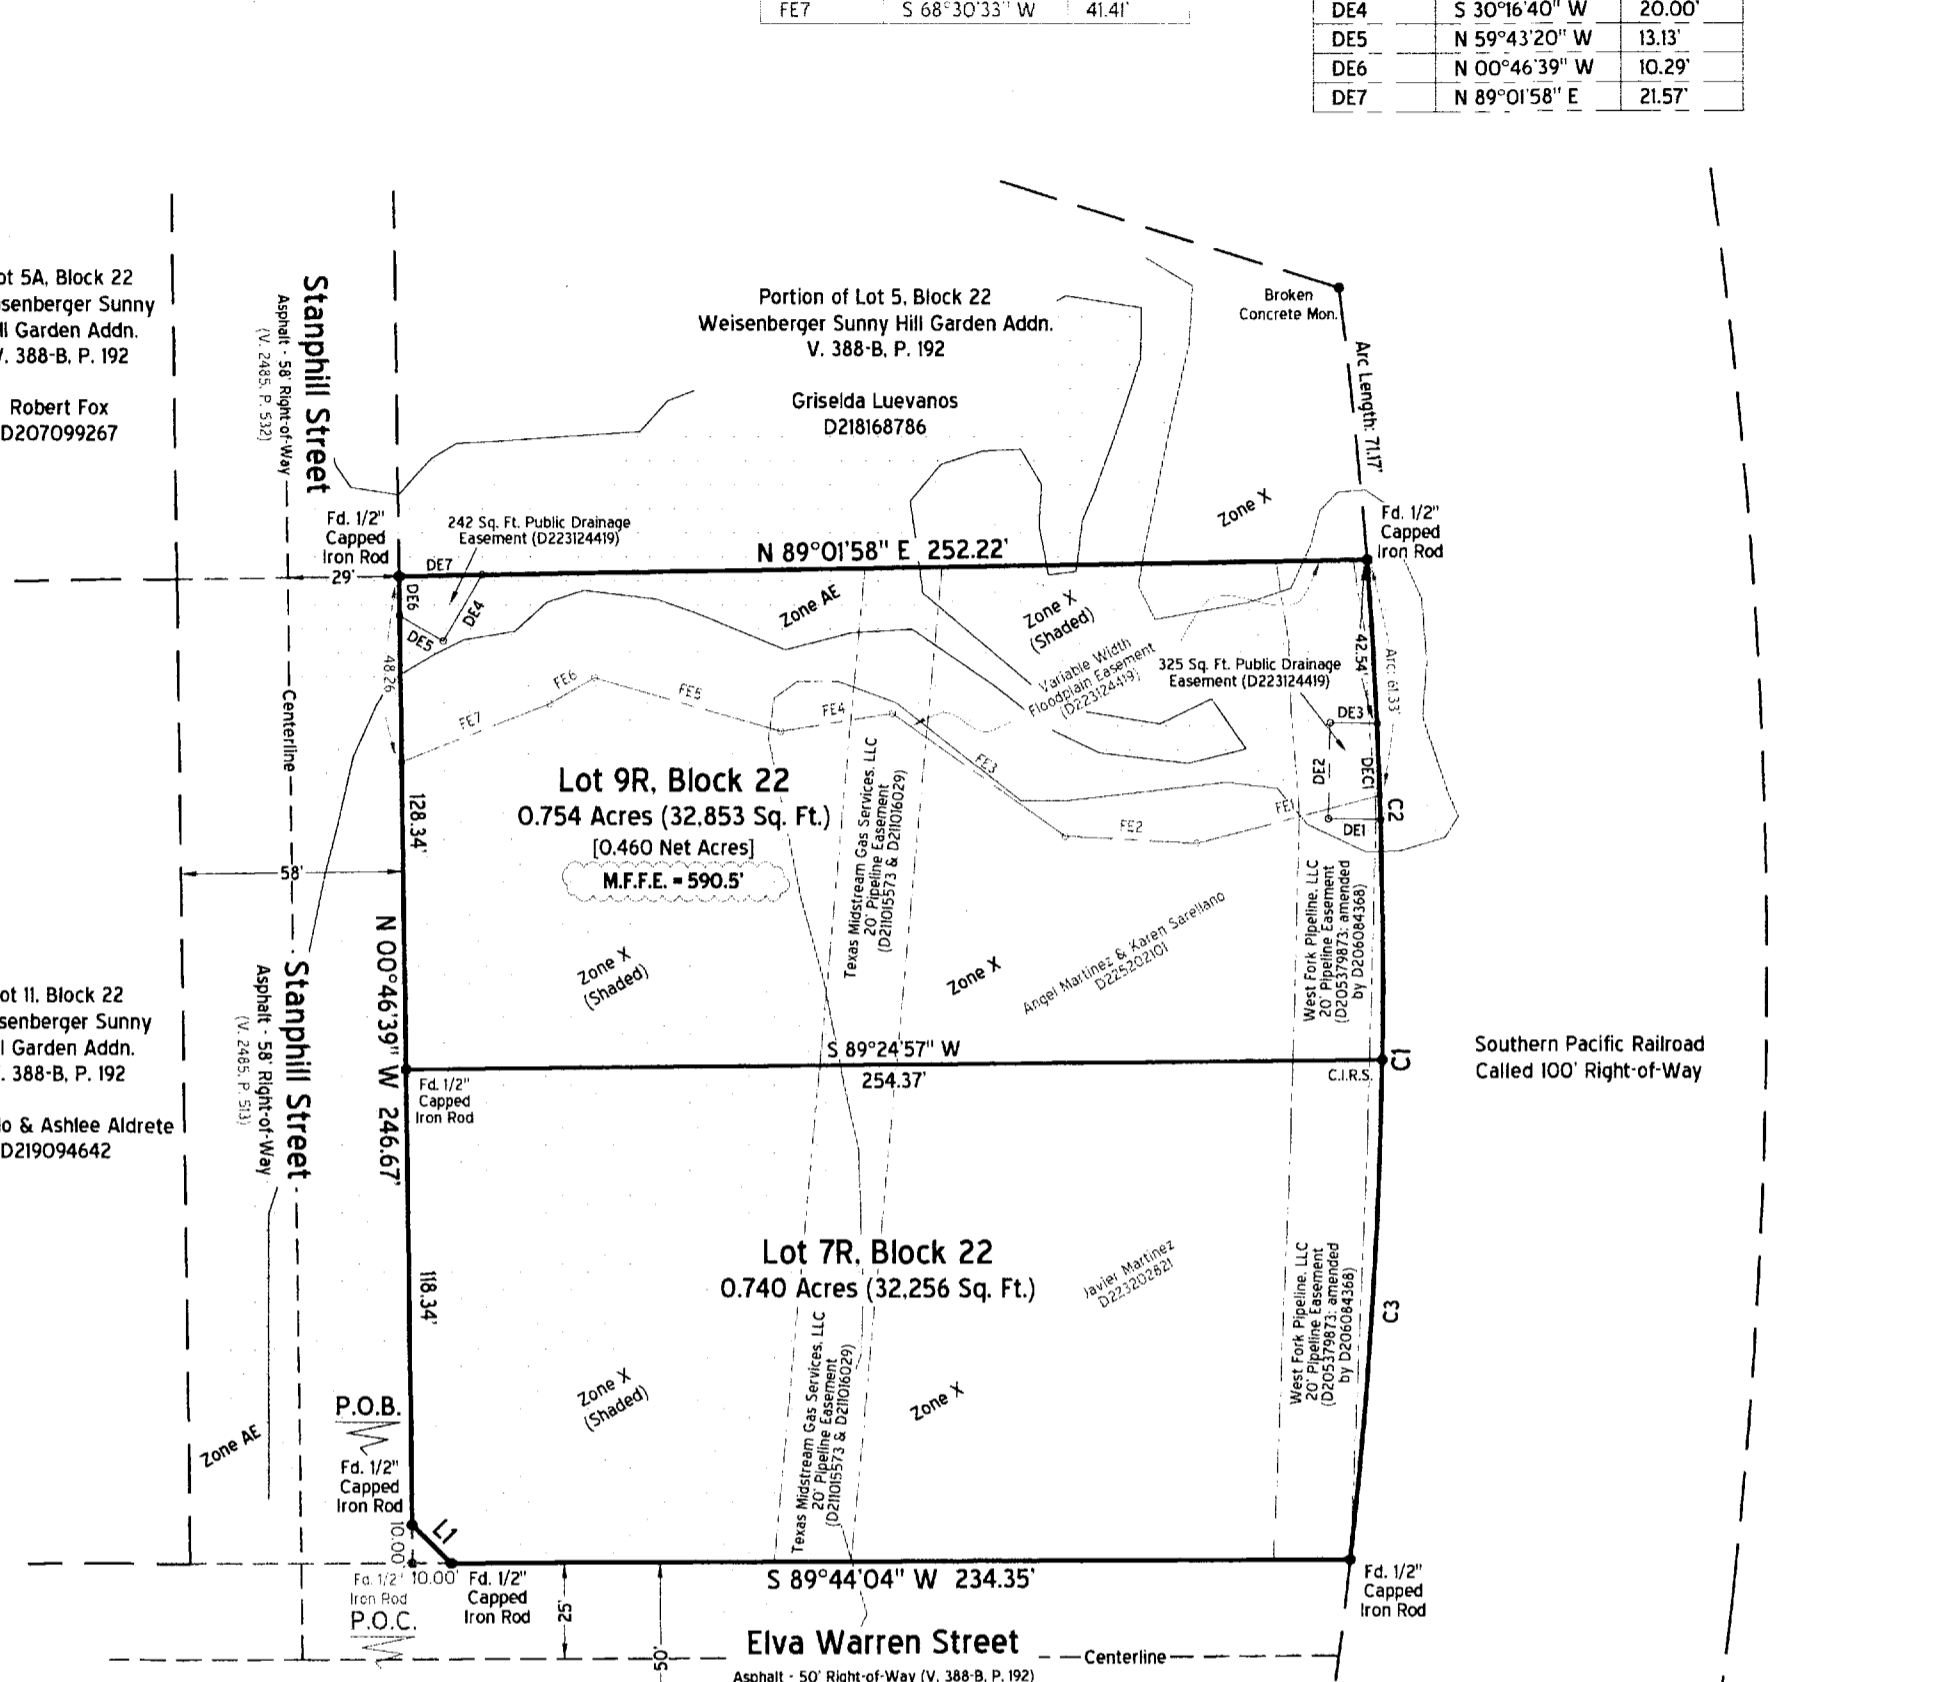 FE7 S 68°30'33" W 41.41'
DE4 S 30°16'40" W 20.00'
DE5 N 59°43'20" W 13.13'
DE6 N 00°46'39" W 10.29'
DE7 N 89°01'58" E 21.57'
ot 5A, Block 22
senberger Sunny
ll Garden Addn.
. 388-B, P. 192
Robert Fox
D207099267
Stanphill Street
Asphalt - 58' Right-of-Way
(V. 2485, P. 532)
Portion of Lot 5, Block 22
Weisenberger Sunny Hill Garden Addn.
V. 388-B, P. 192
Griselda Luevanos
D218168786
Broken
Concrete Mon.
Arc Length: 71.17'
Zone X
Fd. 1/2"
Capped
Iron Rod
242 Sq. Ft. Public Drainage
Easement (D223124419)
N 89°01'58" E 252.22'
Fd. 1/2"
Capped
Iron Rod
29'
DE7
DE6
DE4
DE5
48.26
Zone AE
Zone X
(Shaded)
Variable Width
Floodplain Easement
(D223124419)
325 Sq. Ft. Public Drainage
Easement (D223124419)
42.54'
Arc: 61.33'
DE3
DE2
DEC1
DE1
C2
FE7
FE6
FE5
FE4
FE3
FE2
FE1
Centerline
Lot 9R, Block 22
0.754 Acres (32,853 Sq. Ft.)
[0.460 Net Acres]
M.F.F.E. = 590.5'
128.34'
58'
Texas Midstream Gas Services, LLC
20' Pipeline Easement
(D211015573 & D211016029)
West Fork Pipeline, LLC
20' Pipeline Easement
(D205379873; amended
by D206084368)
Angel Martinez & Karen Sarellano
D225202101
Zone X
(Shaded)
Zone X
N 00°46'39" W 246.67'
Stanphill Street
Asphalt - 58' Right-of-Way
(V. 2485, P. 513)
ot 11, Block 22
senberger Sunny
l Garden Addn.
. 388-B, P. 192
o & Ashlee Aldrete
D219094642
S 89°24'57" W
254.37'
C.I.R.S.
C1
Fd. 1/2"
Capped
Iron Rod
Southern Pacific Railroad
Called 100' Right-of-Way
Lot 7R, Block 22
0.740 Acres (32,256 Sq. Ft.)
118.34'
Javier Martinez
D223202821
C3
West Fork Pipeline, LLC
20' Pipeline Easement
(D205379873; amended
by D206084368)
Texas Midstream Gas Services, LLC
20' Pipeline Easement
(D211015573 & D211016029)
Zone X
(Shaded)
Zone X
Zone AE
P.O.B.
Fd. 1/2"
Capped
Iron Rod
L1
10.00'
10.00'
Fd. 1/2"
Iron Rod
P.O.C.
Fd. 1/2"
Capped
Iron Rod
S 89°44'04" W 234.35'
Fd. 1/2"
Capped
Iron Rod
25'
50'
Elva Warren Street
Centerline
Asphalt - 50' Right-of-Way (V. 388-B, P. 192)